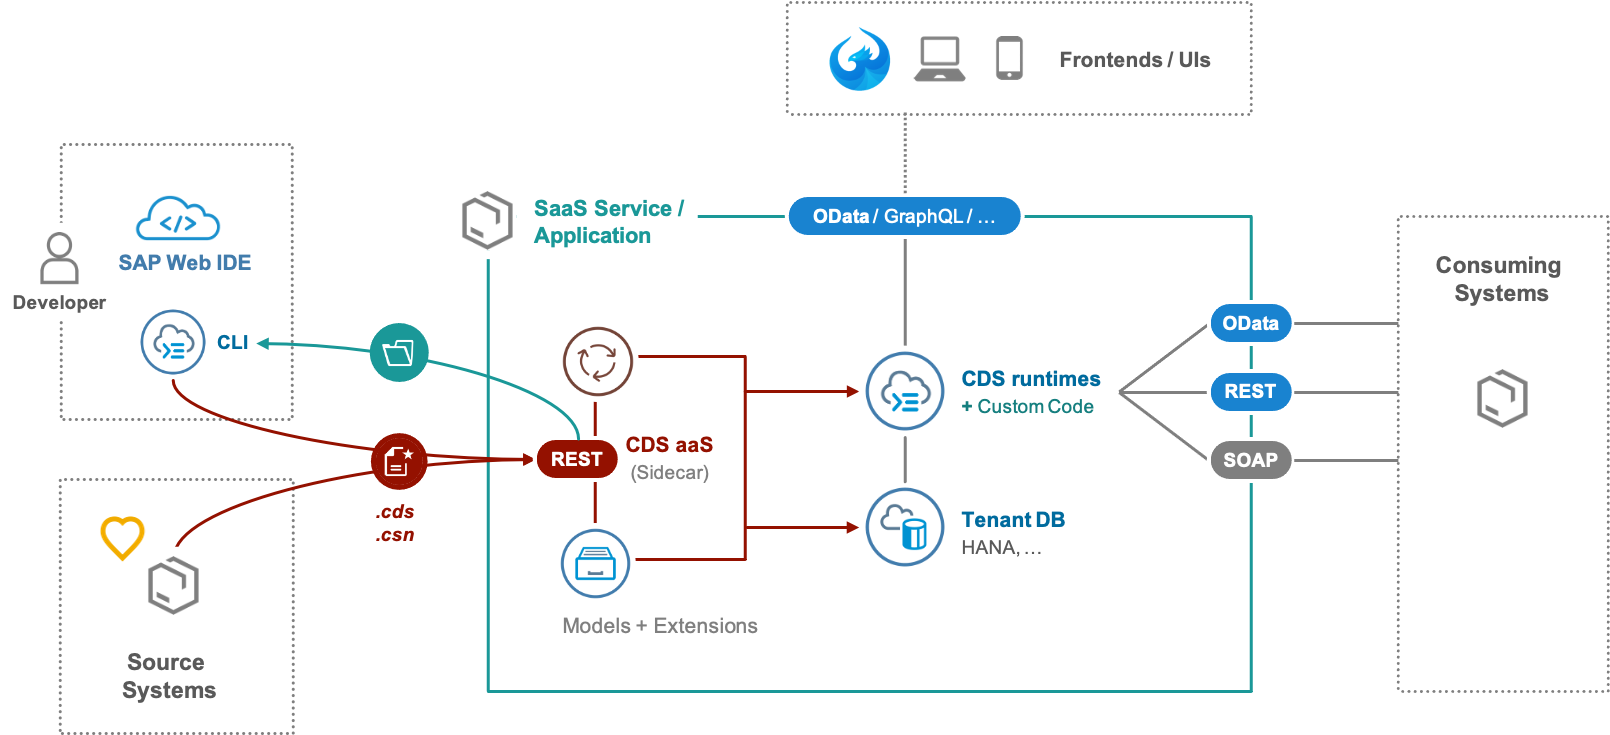 Frontends / UIs
SAP Web IDE
Developer
CLI
SaaS Service /
Application
OData / GraphQL / …
Consuming
Systems
OData
REST
SOAP
CDS runtimes
+ Custom Code
CDS aaS
(Sidecar)
REST
.cds
.csn
Tenant DB
HANA, …
Models + Extensions
Source
Systems